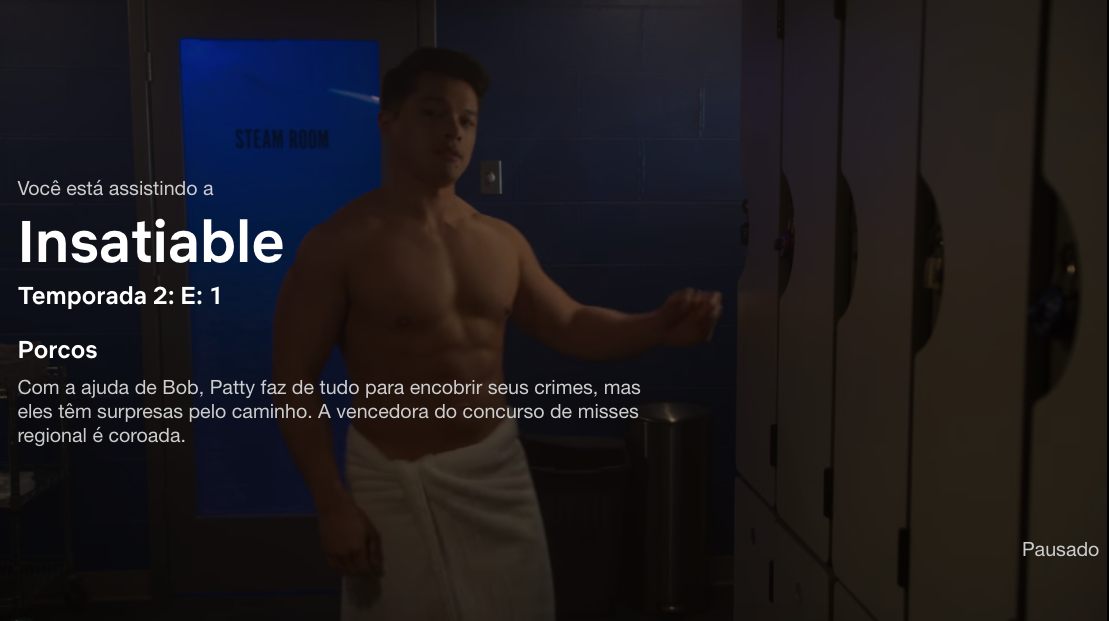 STEAM ROOM
Você está assistindo a
Insatiable
Temporada 2: E: 1
Porcos
Com a ajuda de Bob, Patty faz de tudo para encobrir seus crimes, mas
eles têm surpresas pelo caminho. A vencedora do concurso de misses
regional é coroada.
Pausado